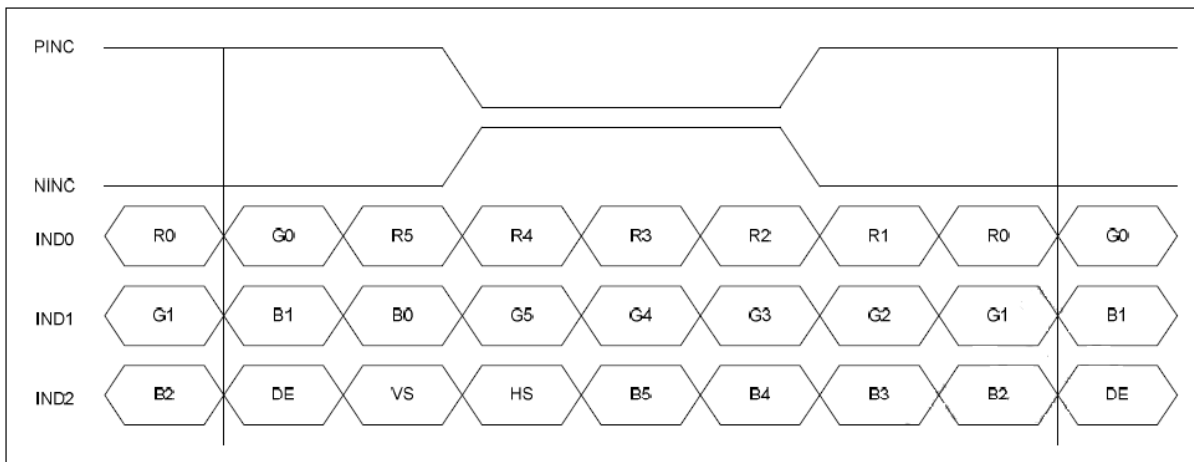 PINC
NINC
IND0 R0 G0 R5 R4 R3 R2 R1 R0 G0
IND1 G1 B1 B0 G5 G4 G3 G2 G1 B1
IND2 B2 DE VS HS B5 B4 B3 B2 DE